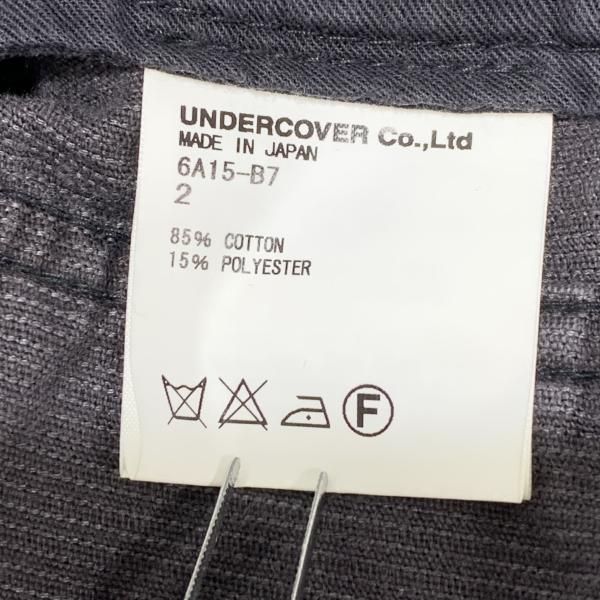 UNDERCOVER Co.,Ltd
MADE IN JAPAN
6A15-B7
2
85% COTTON
15% POLYESTER
F